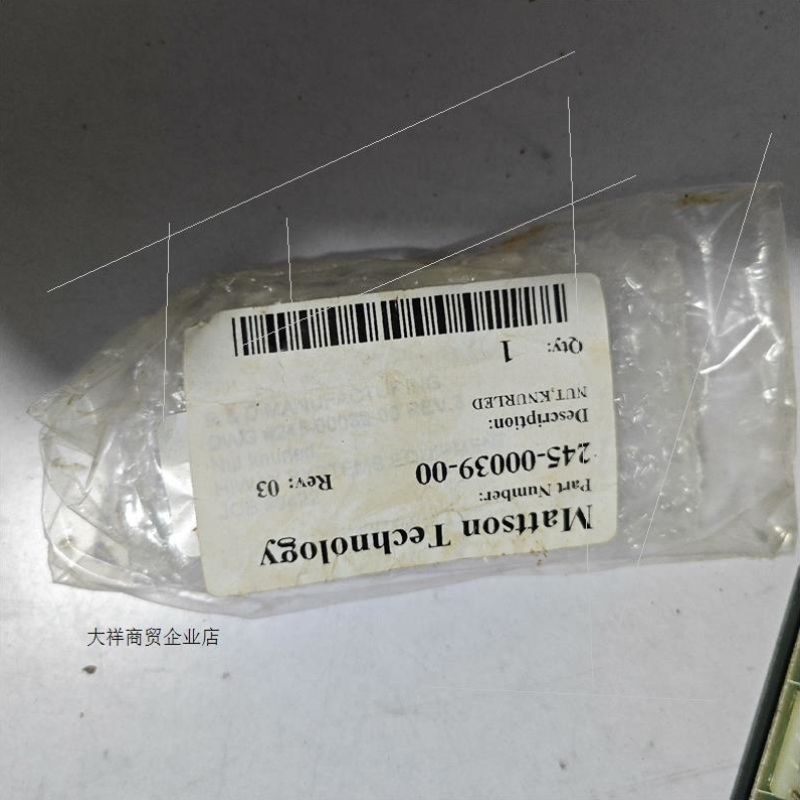 Mattson Technology
Part Number:
245-00039-00 Rev: 03
Description:
NUT,KNURLED
Qty: 1
大祥商贸企业店